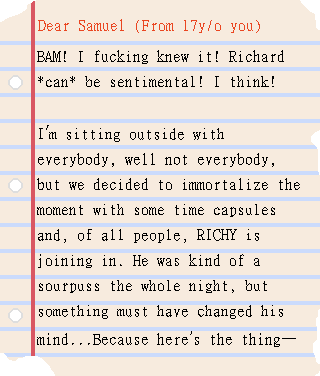 Dear Samuel (From 17y/o you)
BAM! I fucking knew it! Richard
*can* be sentimental! I think!
I'm sitting outside with
everybody, well not everybody,
but we decided to immortalize the
moment with some time capsules
and, of all people, RICHY is
joining in. He was kind of a
sourpuss the whole night, but
something must have changed his
mind...Because here's the thing—